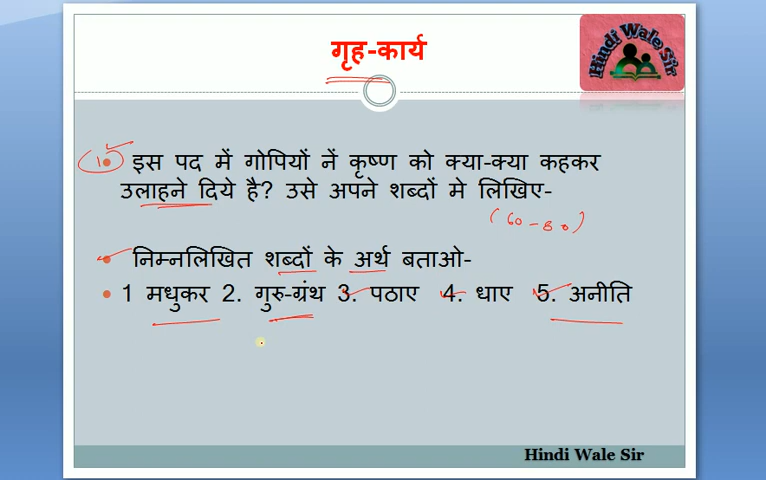 गृह-कार्य
Hindi Wale Sir
1 इस पद में गोपियों नें कृष्ण को क्या-क्या कहकर
उलाहने दिये है? उसे अपने शब्दों मे लिखिए-
(60-80)
निम्नलिखित शब्दों के अर्थ बताओ-
1 मधुकर 2. गुरु-ग्रंथ 3. पठाए 4. धाए 5. अनीति
Hindi Wale Sir